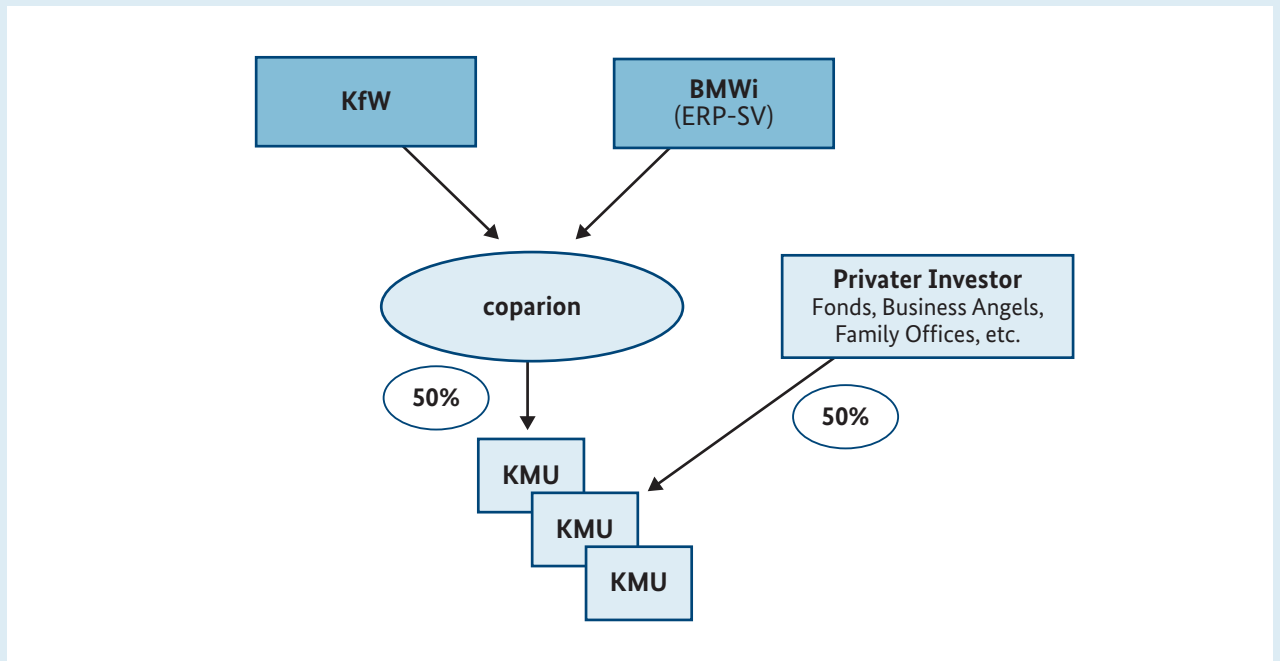 KfW
BMWi
(ERP-SV)
coparion
Privater Investor
Fonds, Business Angels,
Family Offices, etc.
50%
50%
KMU
KMU
KMU